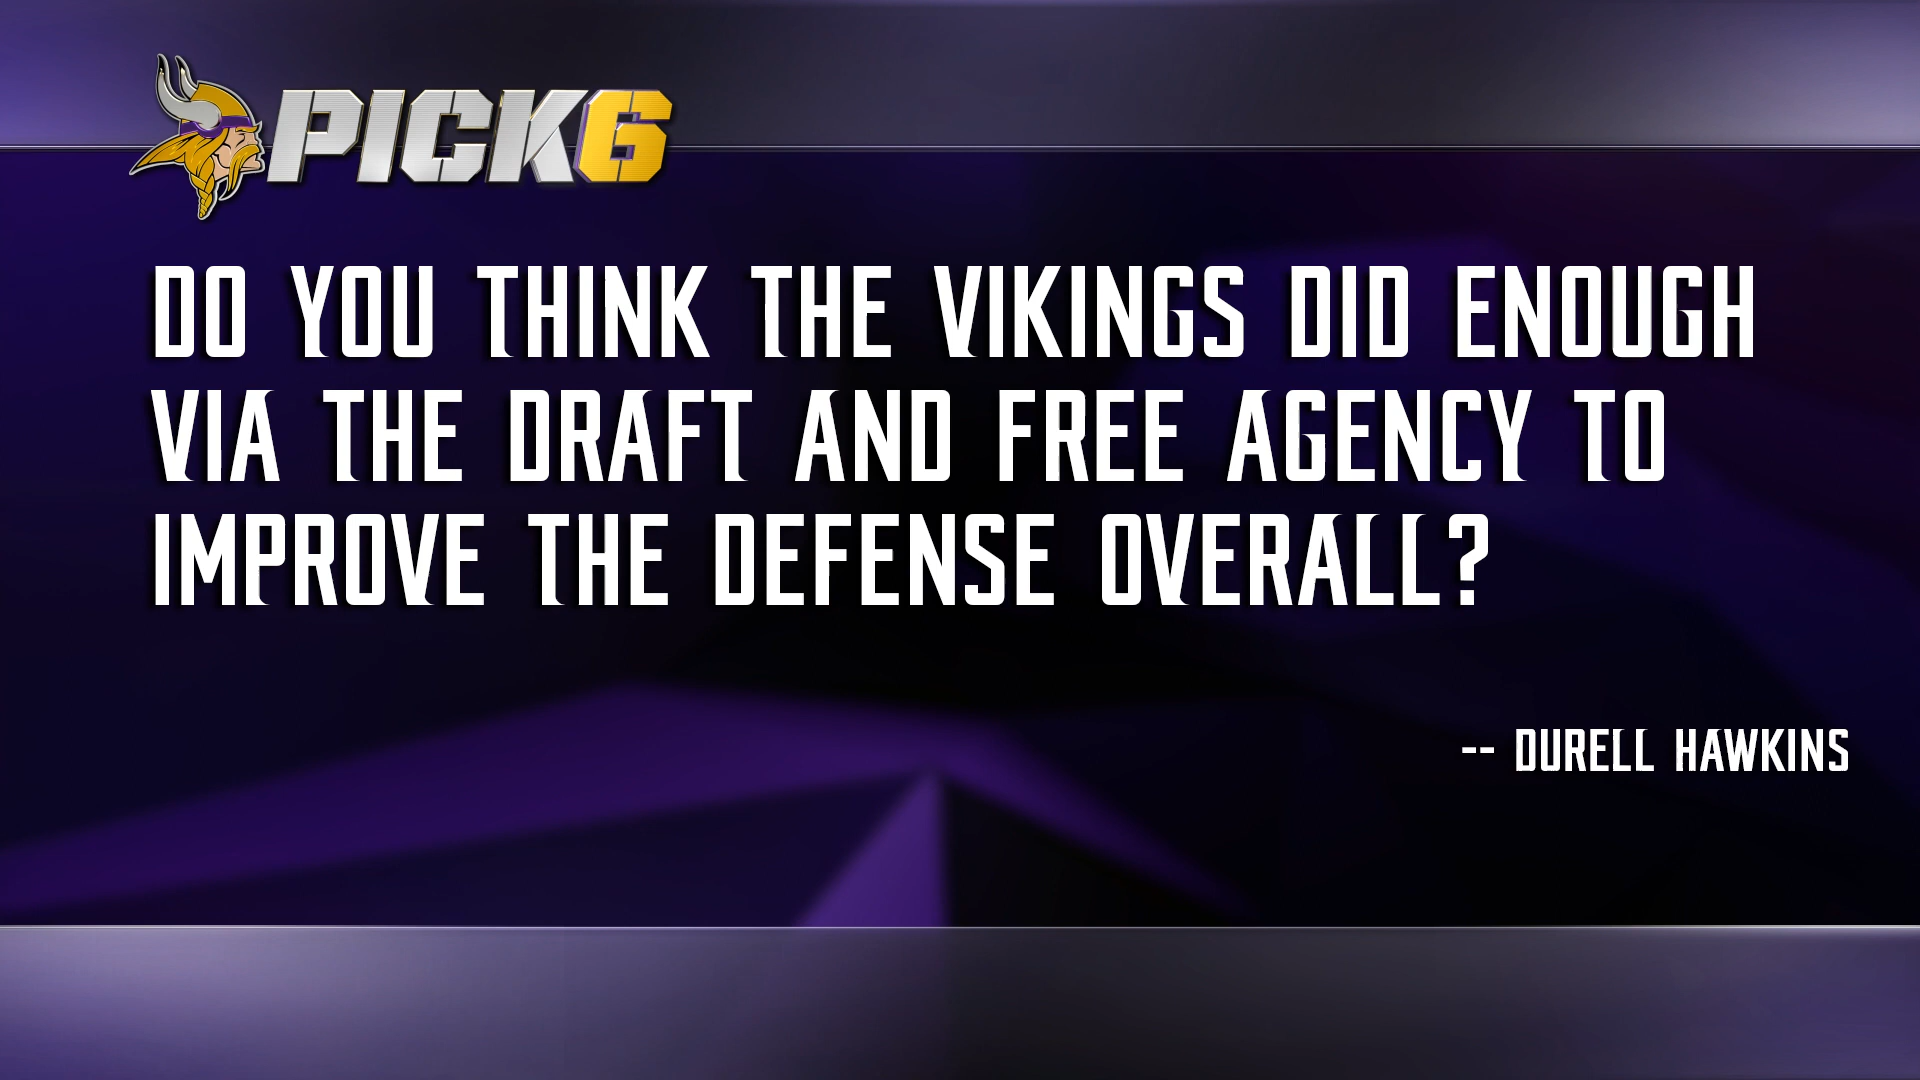 PICK6
DO YOU THINK THE VIKINGS DID ENOUGH
VIA THE DRAFT AND FREE AGENCY TO
IMPROVE THE DEFENSE OVERALL?
-- DURELL HAWKINS